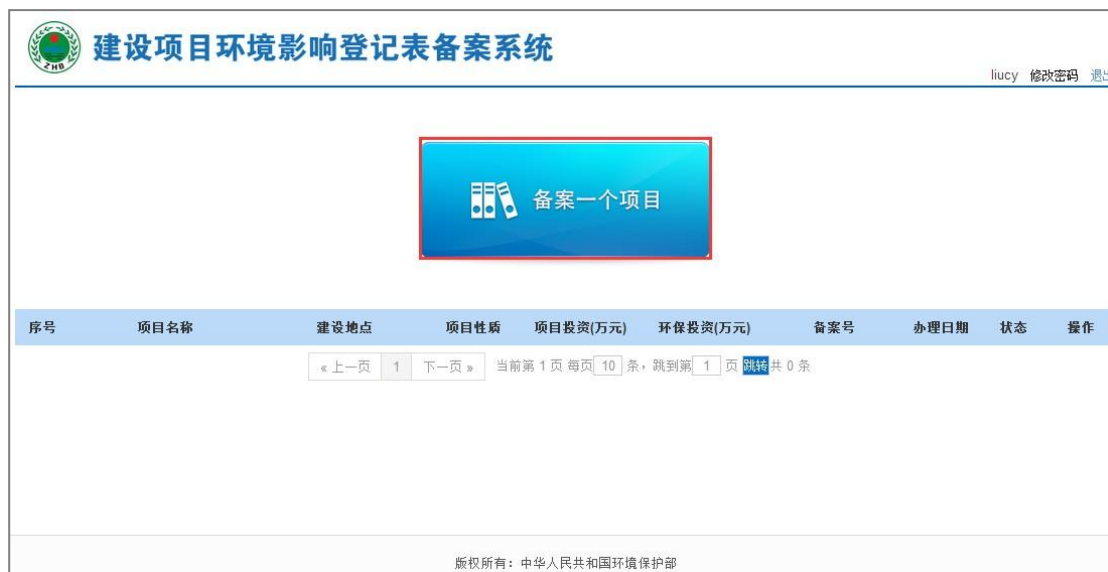 建设项目环境影响登记表备案系统
ZHB
liucy 修改密码 退出
备案一个项目
序号 项目名称 建设地点 项目性质 项目投资(万元) 环保投资(万元) 备案号 办理日期 状态 操作
« 上一页 1 下一页 » 当前第 1 页 每页 10 条，跳到第 1 页 跳转 共 0 条
版权所有：中华人民共和国环境保护部